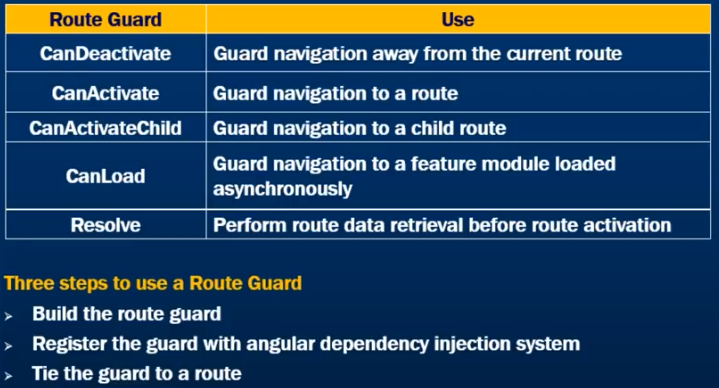 Route Guard Use
CanDeactivate Guard navigation away from the current route
CanActivate Guard navigation to a route
CanActivateChild Guard navigation to a child route
CanLoad Guard navigation to a feature module loaded
asynchronously
Resolve Perform route data retrieval before route activation
Three steps to use a Route Guard
➢ Build the route guard
➢ Register the guard with angular dependency injection system
➢ Tie the guard to a route